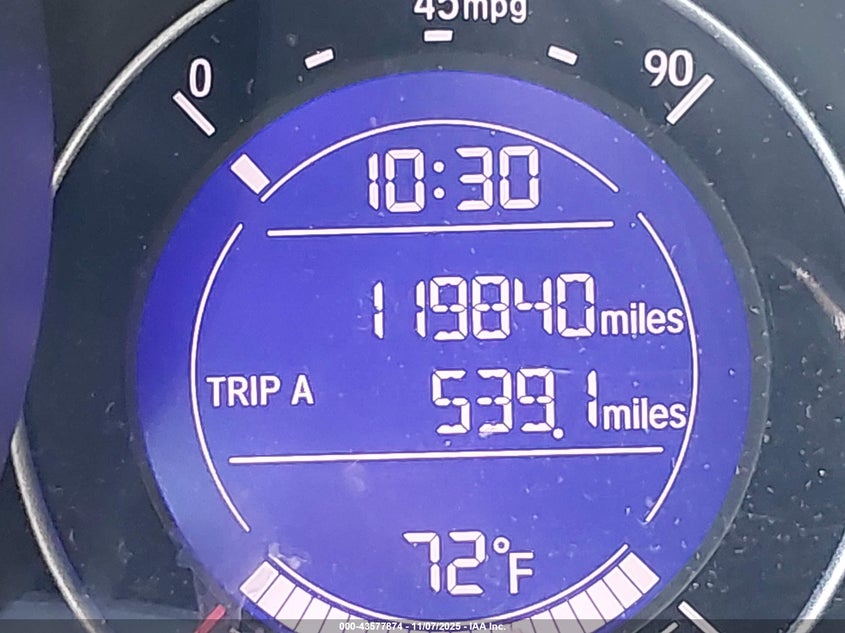 45mpg
0
90
10:30
119840miles
TRIP A 539.1miles
72°F
000-43577874 - 11/07/2025 - IAA Inc.